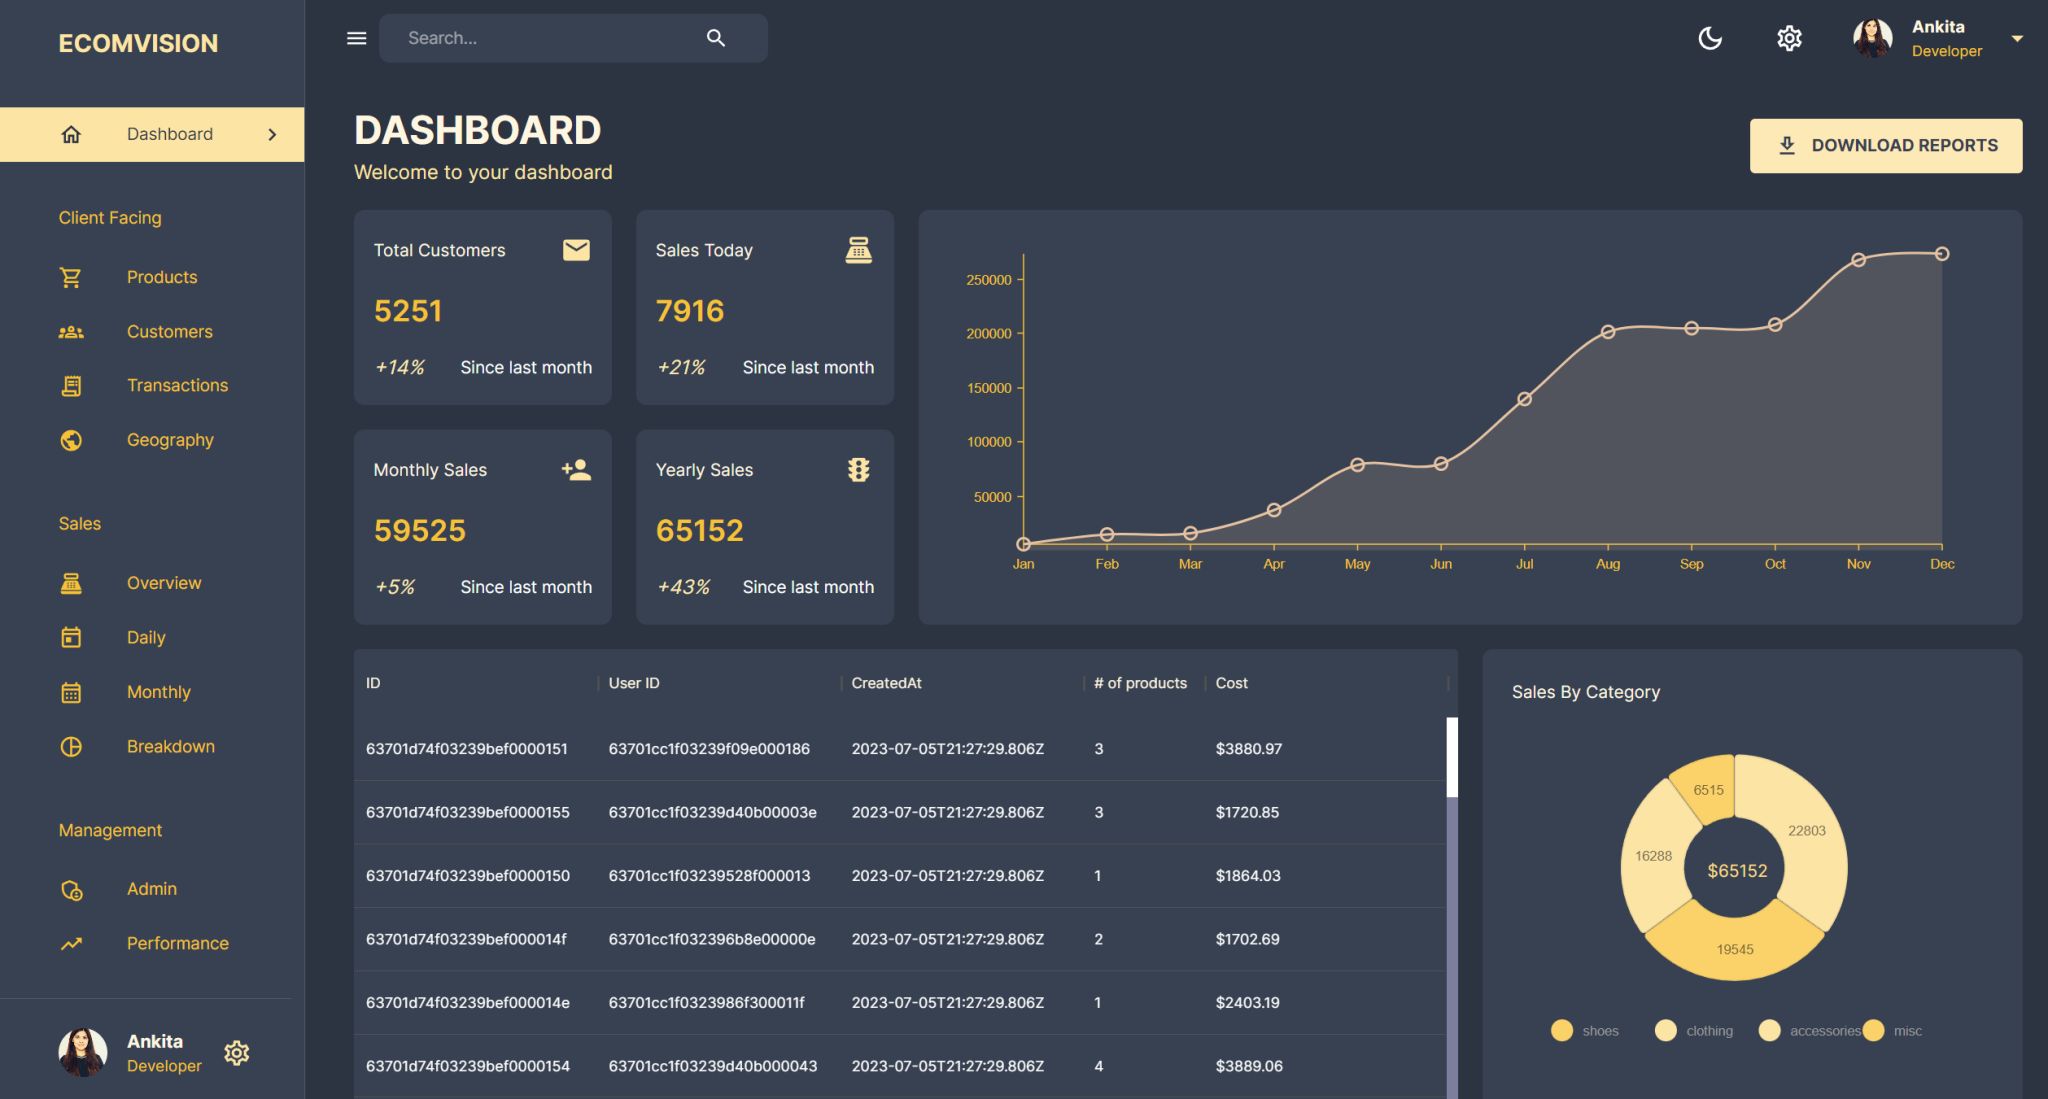 ECOMVISION
Search...
Ankita
Developer
Dashboard
Client Facing
Products
Customers
Transactions
Geography
Sales
Overview
Daily
Monthly
Breakdown
Management
Admin
Performance
Ankita
Developer
DASHBOARD
Welcome to your dashboard
DOWNLOAD REPORTS
Total Customers
5251
+14% Since last month
Sales Today
7916
+21% Since last month
Monthly Sales
59525
+5% Since last month
Yearly Sales
65152
+43% Since last month
250000
200000
150000
100000
50000
Jan Feb Mar Apr May Jun Jul Aug Sep Oct Nov Dec
ID User ID CreatedAt # of products Cost
63701d74f03239bef0000151 63701cc1f03239f09e000186 2023-07-05T21:27:29.806Z 3 $3880.97
63701d74f03239bef0000155 63701cc1f03239d40b00003e 2023-07-05T21:27:29.806Z 3 $1720.85
63701d74f03239bef0000150 63701cc1f03239528f000013 2023-07-05T21:27:29.806Z 1 $1864.03
63701d74f03239bef000014f 63701cc1f032396b8e00000e 2023-07-05T21:27:29.806Z 2 $1702.69
63701d74f03239bef000014e 63701cc1f0323986f300011f 2023-07-05T21:27:29.806Z 1 $2403.19
63701d74f03239bef0000154 63701cc1f03239d40b000043 2023-07-05T21:27:29.806Z 4 $3889.06
Sales By Category
6515
22803
16288
$65152
19545
shoes clothing accessories misc